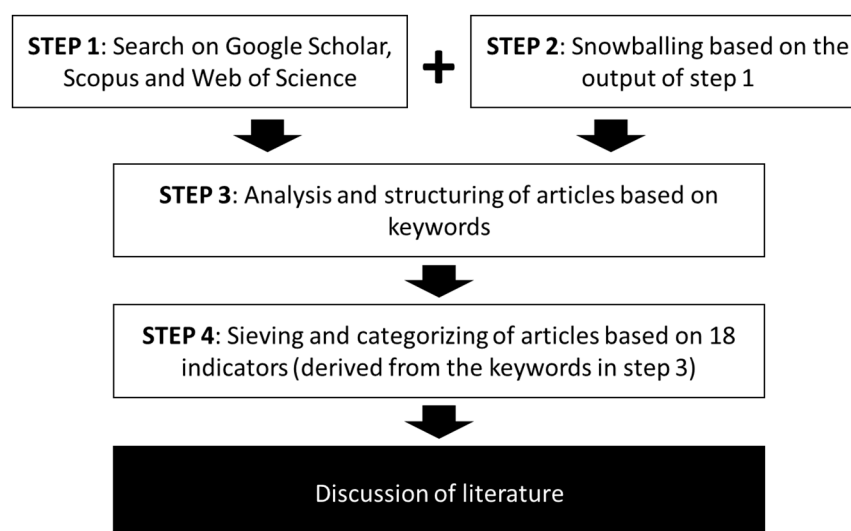 STEP 1: Search on Google Scholar,
Scopus and Web of Science
+
STEP 2: Snowballing based on the
output of step 1
STEP 3: Analysis and structuring of articles based on
keywords
STEP 4: Sieving and categorizing of articles based on 18
indicators (derived from the keywords in step 3)
Discussion of literature